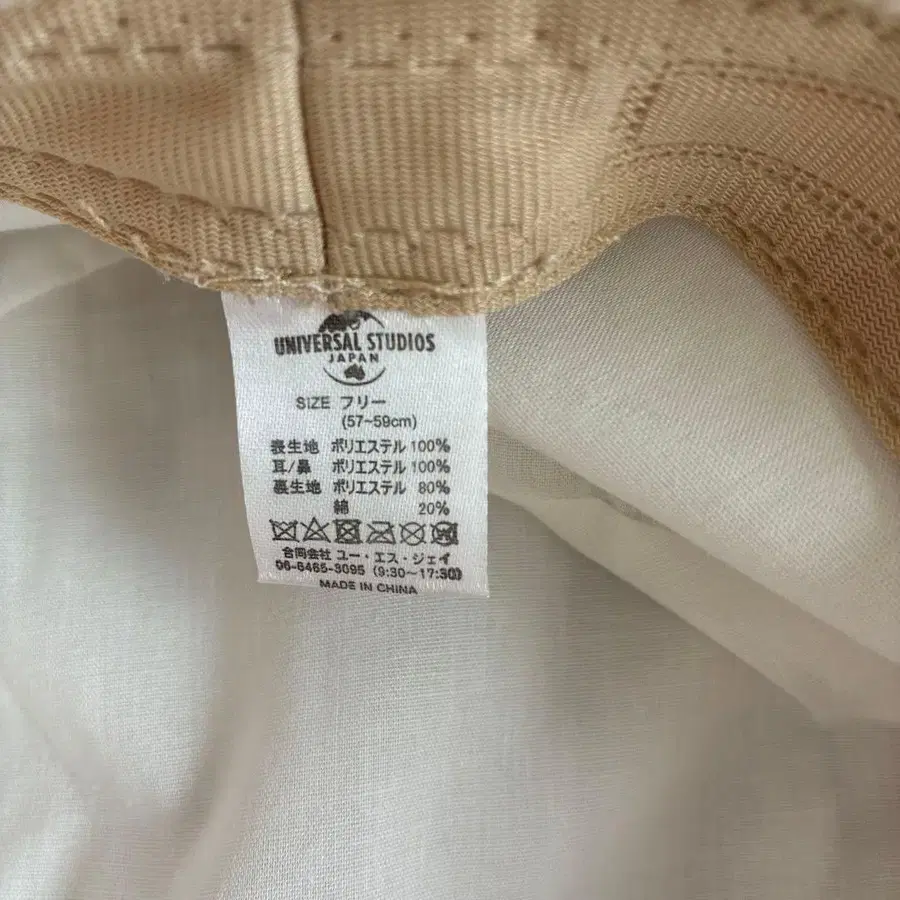 UNIVERSAL STUDIOS
JAPAN
SIZE フリー
(57~59cm)
表生地 ポリエステル 100%
耳/鼻 ポリエステル 100%
裏生地 ポリエステル 80%
綿 20%
合同会社 ユー・エス・ジェイ
06-6465-3095 (9:30~17:30)
MADE IN CHINA